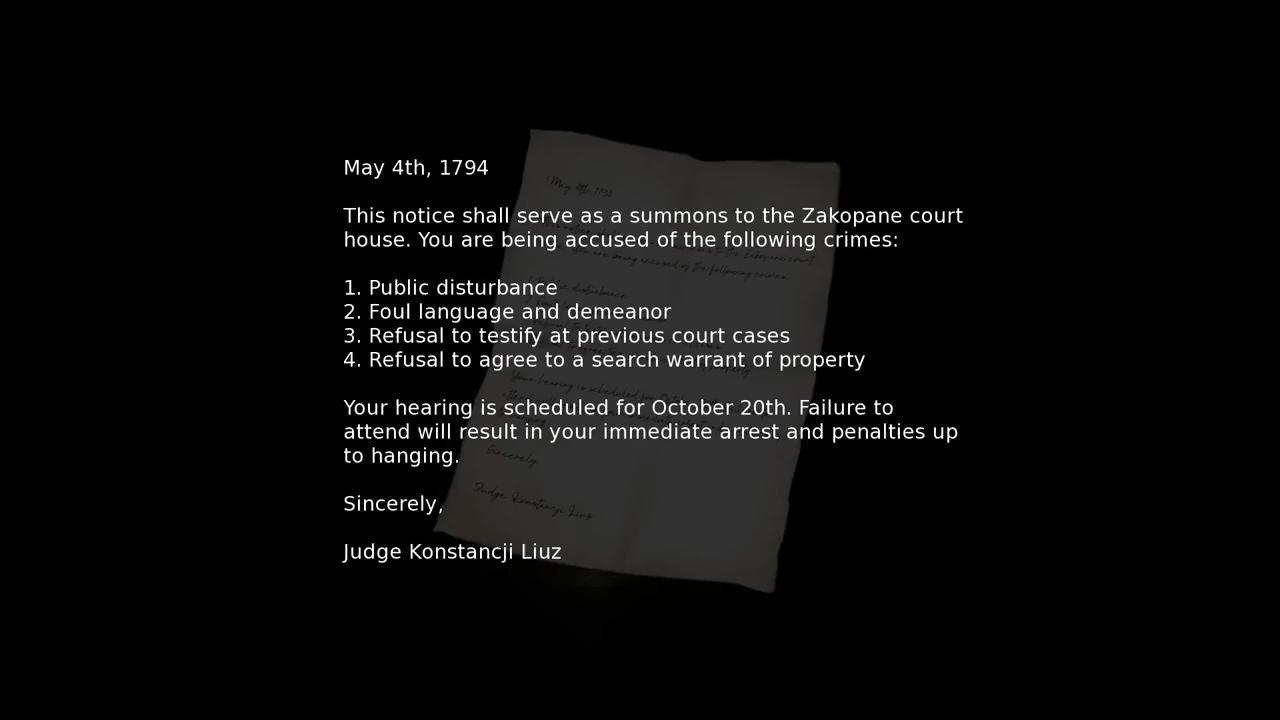 May 4th, 1794
This notice shall serve as a summons to the Zakopane court
house. You are being accused of the following crimes:
1. Public disturbance
2. Foul language and demeanor
3. Refusal to testify at previous court cases
4. Refusal to agree to a search warrant of property
Your hearing is scheduled for October 20th. Failure to
attend will result in your immediate arrest and penalties up
to hanging.
Sincerely,
Judge Konstancji Liuz